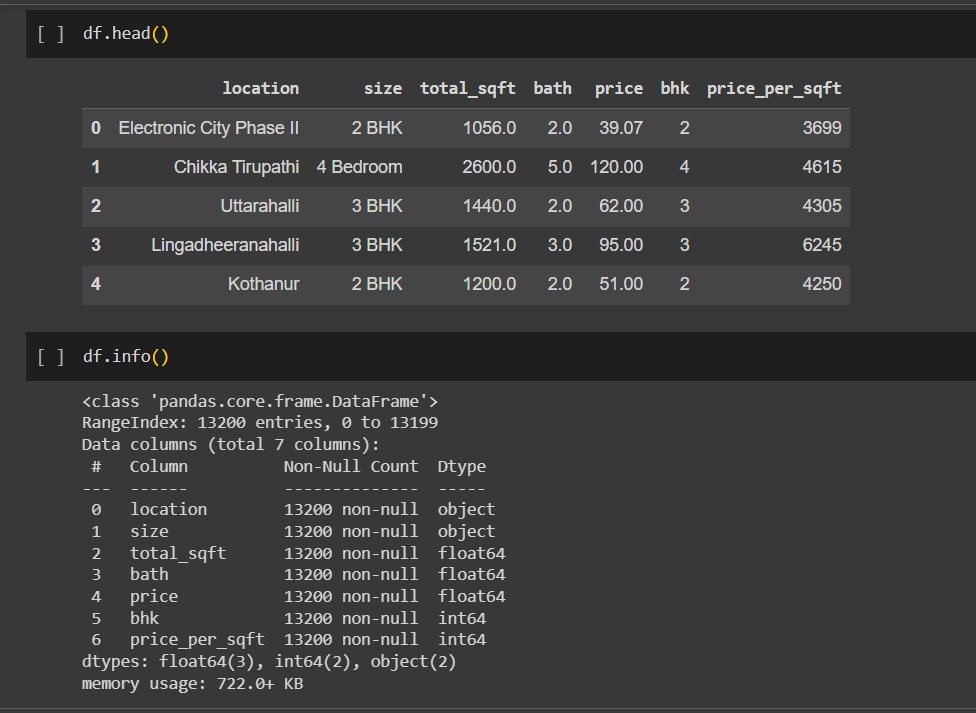 [ ] df.head()
location size total_sqft bath price bhk price_per_sqft
0 Electronic City Phase II 2 BHK 1056.0 2.0 39.07 2 3699
1 Chikka Tirupathi 4 Bedroom 2600.0 5.0 120.00 4 4615
2 Uttarahalli 3 BHK 1440.0 2.0 62.00 3 4305
3 Lingadheeranahalli 3 BHK 1521.0 3.0 95.00 3 6245
4 Kothanur 2 BHK 1200.0 2.0 51.00 2 4250
[ ] df.info()
<class 'pandas.core.frame.DataFrame'>
RangeIndex: 13200 entries, 0 to 13199
Data columns (total 7 columns):
# Column Non-Null Count Dtype
--- ------ -------------- -----
0 location 13200 non-null object
1 size 13200 non-null object
2 total_sqft 13200 non-null float64
3 bath 13200 non-null float64
4 price 13200 non-null float64
5 bhk 13200 non-null int64
6 price_per_sqft 13200 non-null int64
dtypes: float64(3), int64(2), object(2)
memory usage: 722.0+ KB